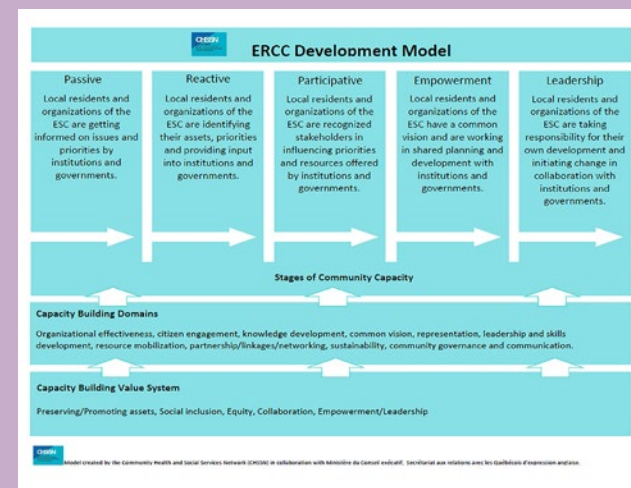 CHSSN
ERCC Development Model
Passive
Local residents and
organizations of the
ESC are getting
informed on issues and
priorities by
institutions and
governments.
Reactive
Local residents and
organizations of the
ESC are identifying
their assets, priorities
and providing input
into institutions and
governments.
Participative
Local residents and
organizations of the
ESC are recognized
stakeholders in
influencing priorities
and resources offered
by institutions and
governments.
Empowerment
Local residents and
organizations of the
ESC have a common
vision and are working
in shared planning and
development with
institutions and
governments.
Leadership
Local residents and
organizations of the
ESC are taking
responsibility for their
own development and
initiating change in
collaboration with
institutions and
governments.
Stages of Community Capacity
Capacity Building Domains
Organizational effectiveness, citizen engagement, knowledge development, common vision, representation, leadership and skills
development, resource mobilization, partnership/linkages/networking, sustainability, community governance and communication.
Capacity Building Value System
Preserving/Promoting assets, Social inclusion, Equity, Collaboration, Empowerment/Leadership
CHSSN
Model created by the Community Health and Social Services Network (CHSSN) in collaboration with Ministère du Conseil exécutif, Secrétariat aux relations avec les Québécois d'expression anglaise.